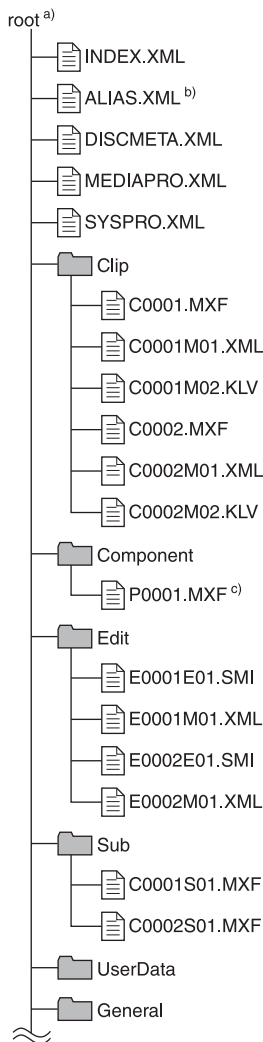 root a)
INDEX.XML
ALIAS.XML b)
DISCMETA.XML
MEDIAPRO.XML
SYSPRO.XML
Clip
C0001.MXF
C0001M01.XML
C0001M02.KLV
C0002.MXF
C0002M01.XML
C0002M02.KLV
Component
P0001.MXF c)
Edit
E0001E01.SMI
E0001M01.XML
E0002E01.SMI
E0002M01.XML
Sub
C0001S01.MXF
C0002S01.MXF
UserData
General